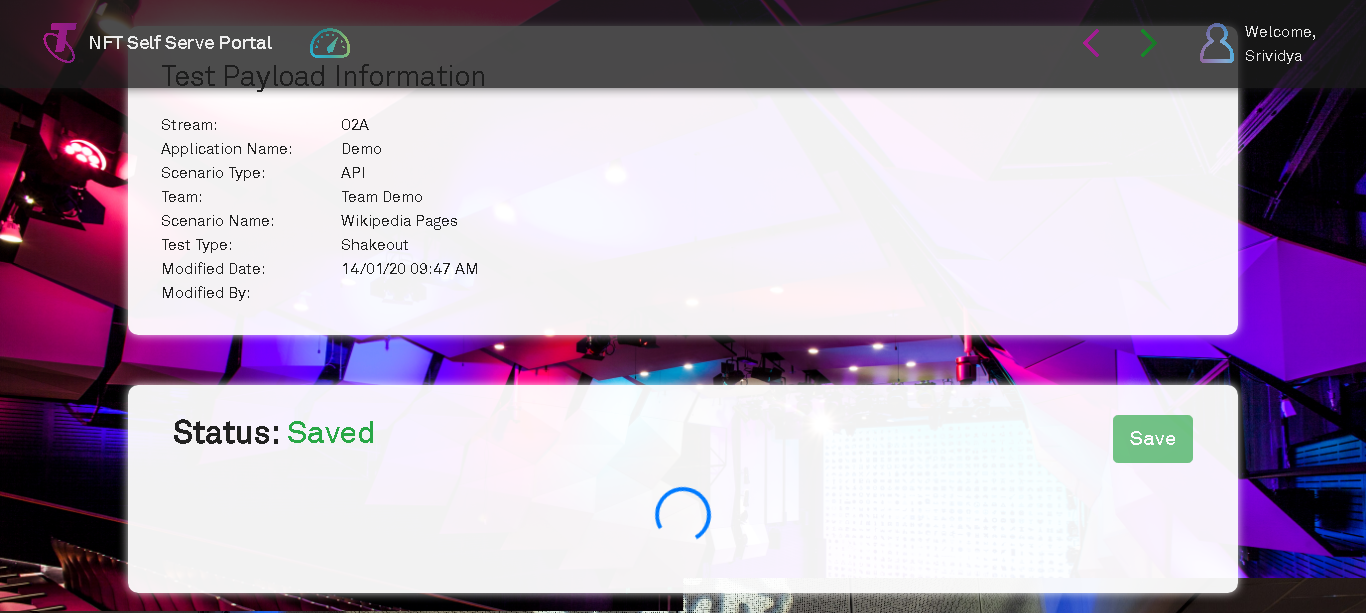 NFT Self Serve Portal
Welcome,
Srividya
Test Payload Information
Stream: O2A
Application Name: Demo
Scenario Type: API
Team: Team Demo
Scenario Name: Wikipedia Pages
Test Type: Shakeout
Modified Date: 14/01/20 09:47 AM
Modified By:
Status: Saved
Save